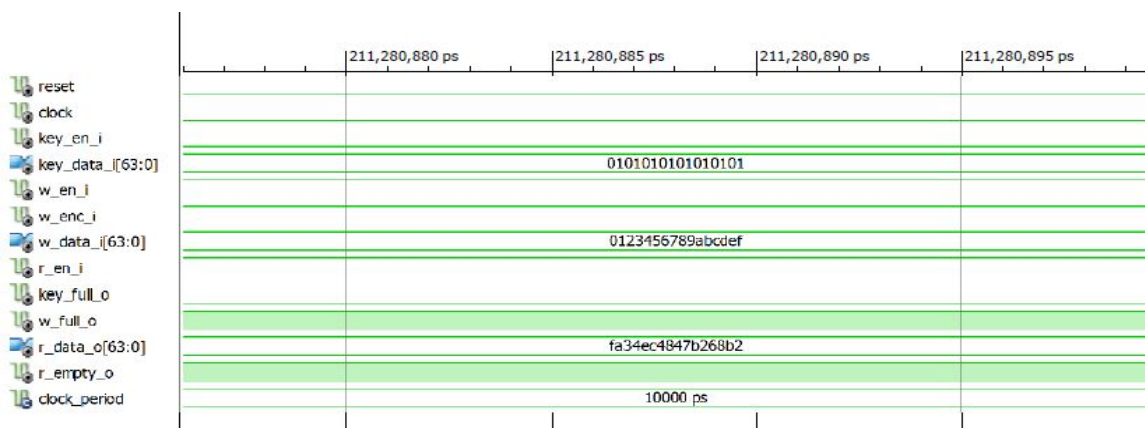 211,280,880 ps 211,280,885 ps 211,280,890 ps 211,280,895 ps
reset
clock
key_en_i
key_data_i[63:0] 0101010101010101
w_en_i
w_enc_i
w_data_i[63:0] 0123456789abcdef
r_en_i
key_full_o
w_full_o
r_data_o[63:0] fa34ec4847b268b2
r_empty_o
clock_period 10000 ps